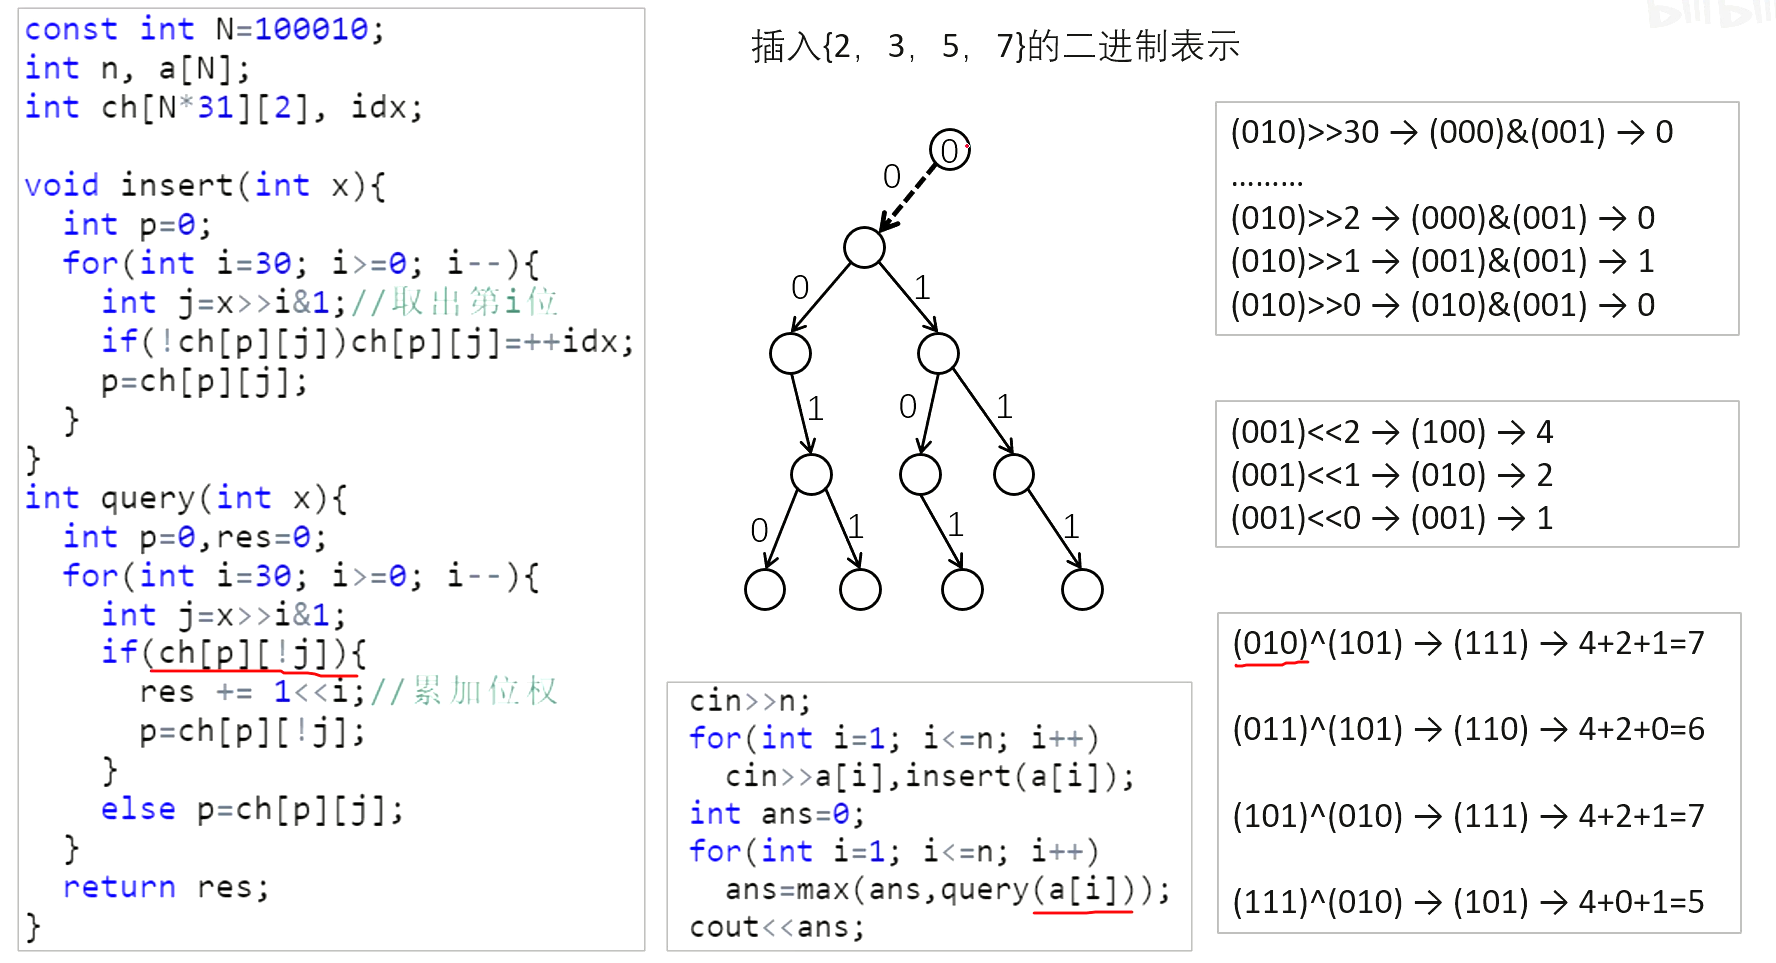 const int N=100010;
int n, a[N];
int ch[N*31][2], idx;
void insert(int x){
int p=0;
for(int i=30; i>=0; i--){
int j=x>>i&1;//取出第i位
if(!ch[p][j])ch[p][j]=++idx;
p=ch[p][j];
}
}
int query(int x){
int p=0,res=0;
for(int i=30; i>=0; i--){
int j=x>>i&1;
if(ch[p][!j]){
res += 1<<i;//累加位权
p=ch[p][!j];
}
else p=ch[p][j];
}
return res;
}
插入{2，3，5，7}的二进制表示
0
0
0 1
1 0 1
0 1 1 1
cin>>n;
for(int i=1; i<=n; i++)
cin>>a[i],insert(a[i]);
int ans=0;
for(int i=1; i<=n; i++)
ans=max(ans,query(a[i]));
cout<<ans;
(010)>>30 → (000)&(001) → 0
.........
(010)>>2 → (000)&(001) → 0
(010)>>1 → (001)&(001) → 1
(010)>>0 → (010)&(001) → 0
(001)<<2 → (100) → 4
(001)<<1 → (010) → 2
(001)<<0 → (001) → 1
(010)^(101) → (111) → 4+2+1=7
(011)^(101) → (110) → 4+2+0=6
(101)^(010) → (111) → 4+2+1=7
(111)^(010) → (101) → 4+0+1=5